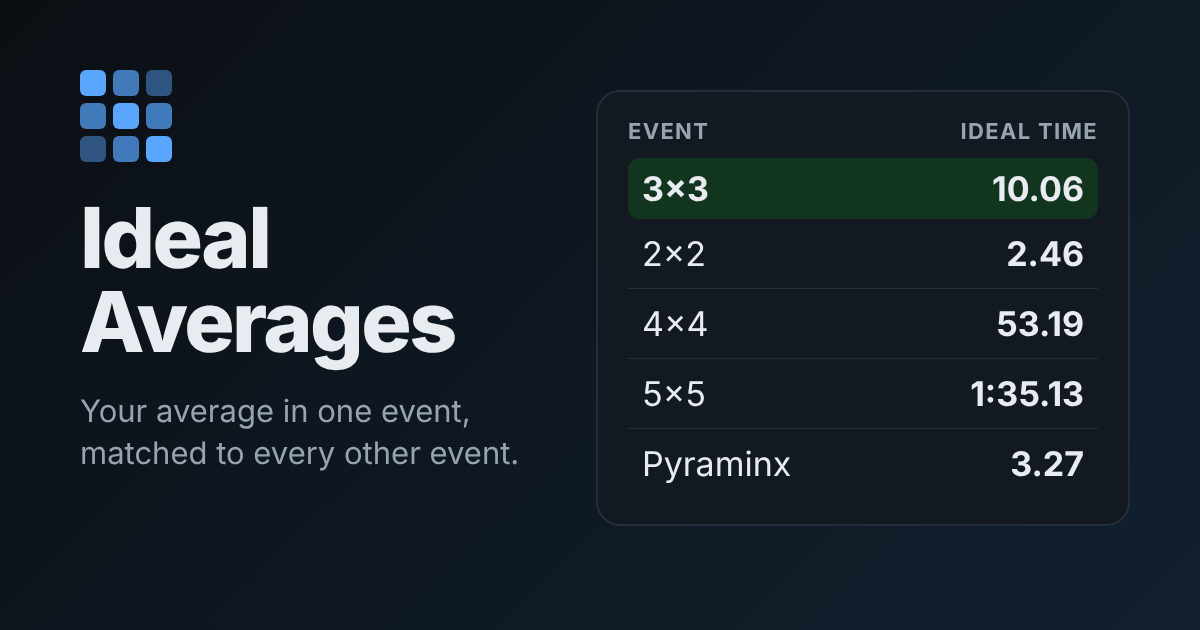 Ideal
Averages
Your average in one event,
matched to every other event.
EVENT IDEAL TIME
3×3 10.06
2×2 2.46
4×4 53.19
5×5 1:35.13
Pyraminx 3.27